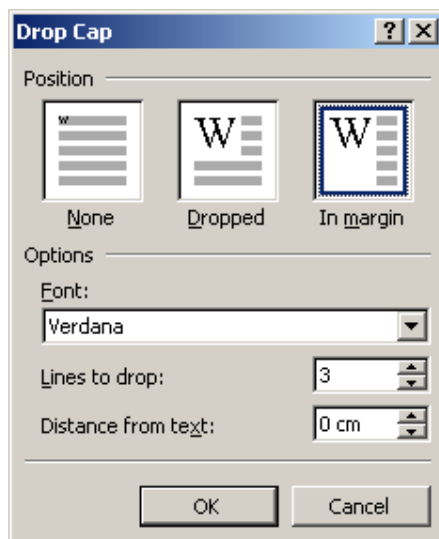 Drop Cap
Position
w
W
W
None
Dropped
In margin
Options
Font:
Verdana
Lines to drop:
3
Distance from text:
0 cm
OK
Cancel